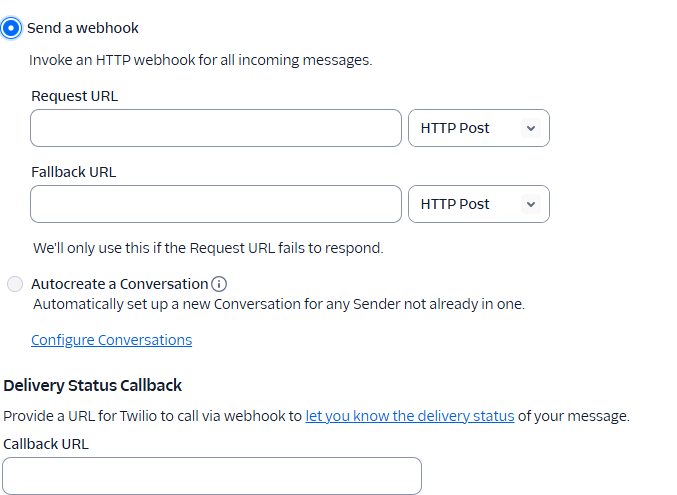 Send a webhook
Invoke an HTTP webhook for all incoming messages.
Request URL
HTTP Post
Fallback URL
HTTP Post
We'll only use this if the Request URL fails to respond.
Autocreate a Conversation
Automatically set up a new Conversation for any Sender not already in one.
Configure Conversations
Delivery Status Callback
Provide a URL for Twilio to call via webhook to let you know the delivery status of your message.
Callback URL